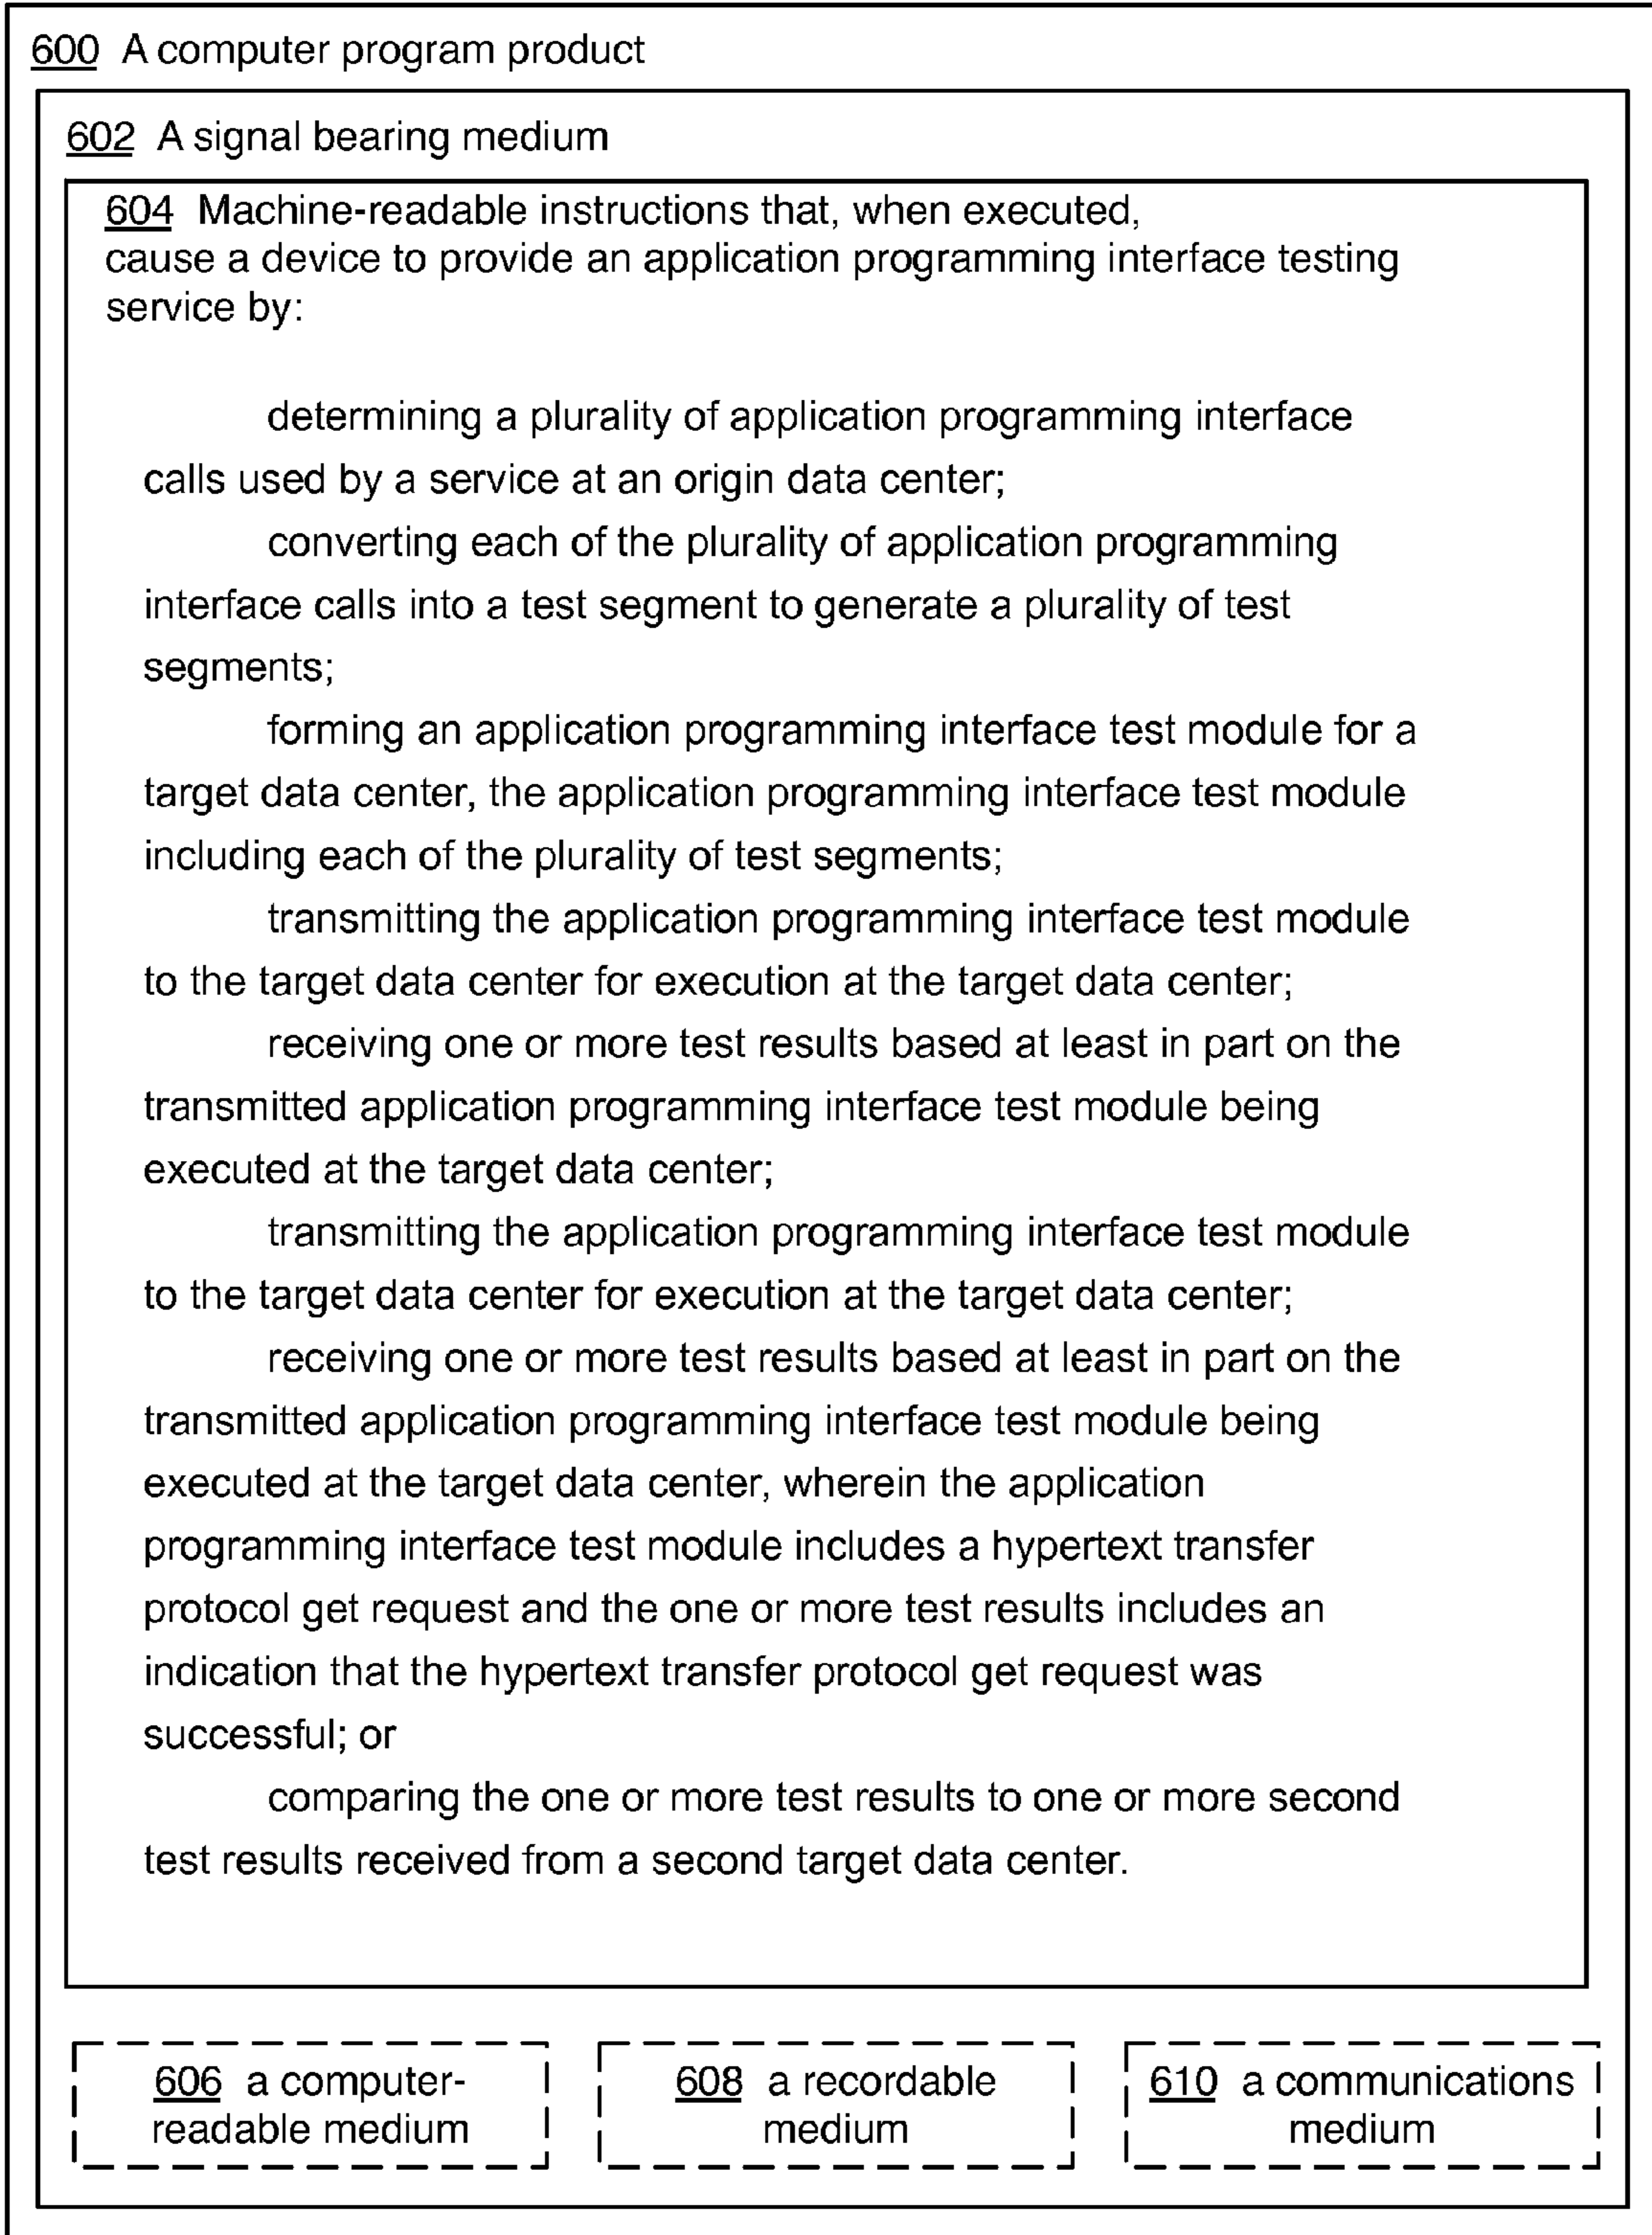 600 A computer program product
602 A signal bearing medium
604 Machine-readable instructions that, when executed,
cause a device to provide an application programming interface testing
service by:
determining a plurality of application programming interface
calls used by a service at an origin data center;
converting each of the plurality of application programming
interface calls into a test segment to generate a plurality of test
segments;
forming an application programming interface test module for a
target data center, the application programming interface test module
including each of the plurality of test segments;
transmitting the application programming interface test module
to the target data center for execution at the target data center;
receiving one or more test results based at least in part on the
transmitted application programming interface test module being
executed at the target data center;
transmitting the application programming interface test module
to the target data center for execution at the target data center;
receiving one or more test results based at least in part on the
transmitted application programming interface test module being
executed at the target data center, wherein the application
programming interface test module includes a hypertext transfer
protocol get request and the one or more test results includes an
indication that the hypertext transfer protocol get request was
successful; or
comparing the one or more test results to one or more second
test results received from a second target data center.
606 a computer-
readable medium
608 a recordable
medium
610 a communications
medium